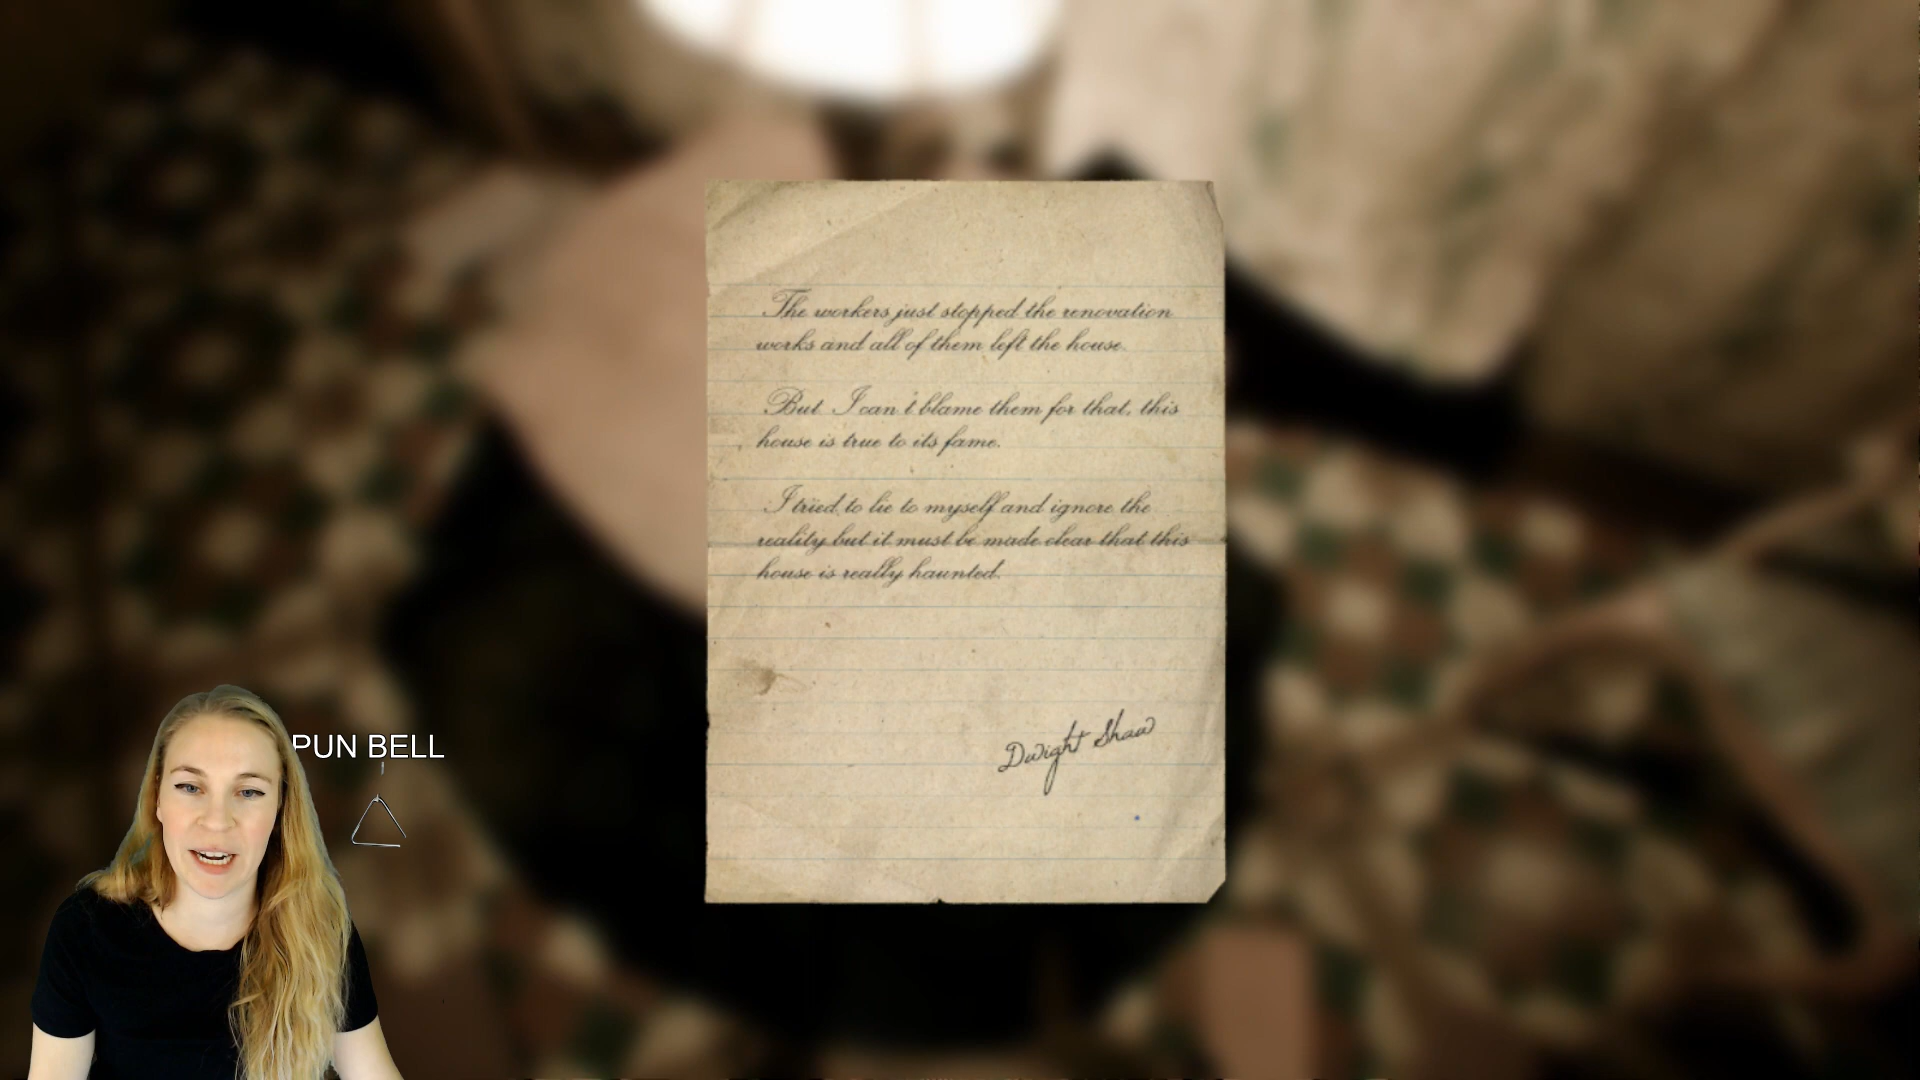 The workers just stopped the renovation
works and all of them left the house.
But I can't blame them for that, this
house is true to its fame.
I tried to lie to myself and ignore the
reality but it must be made clear that this
house is really haunted.
Dwight Shaw
PUN BELL